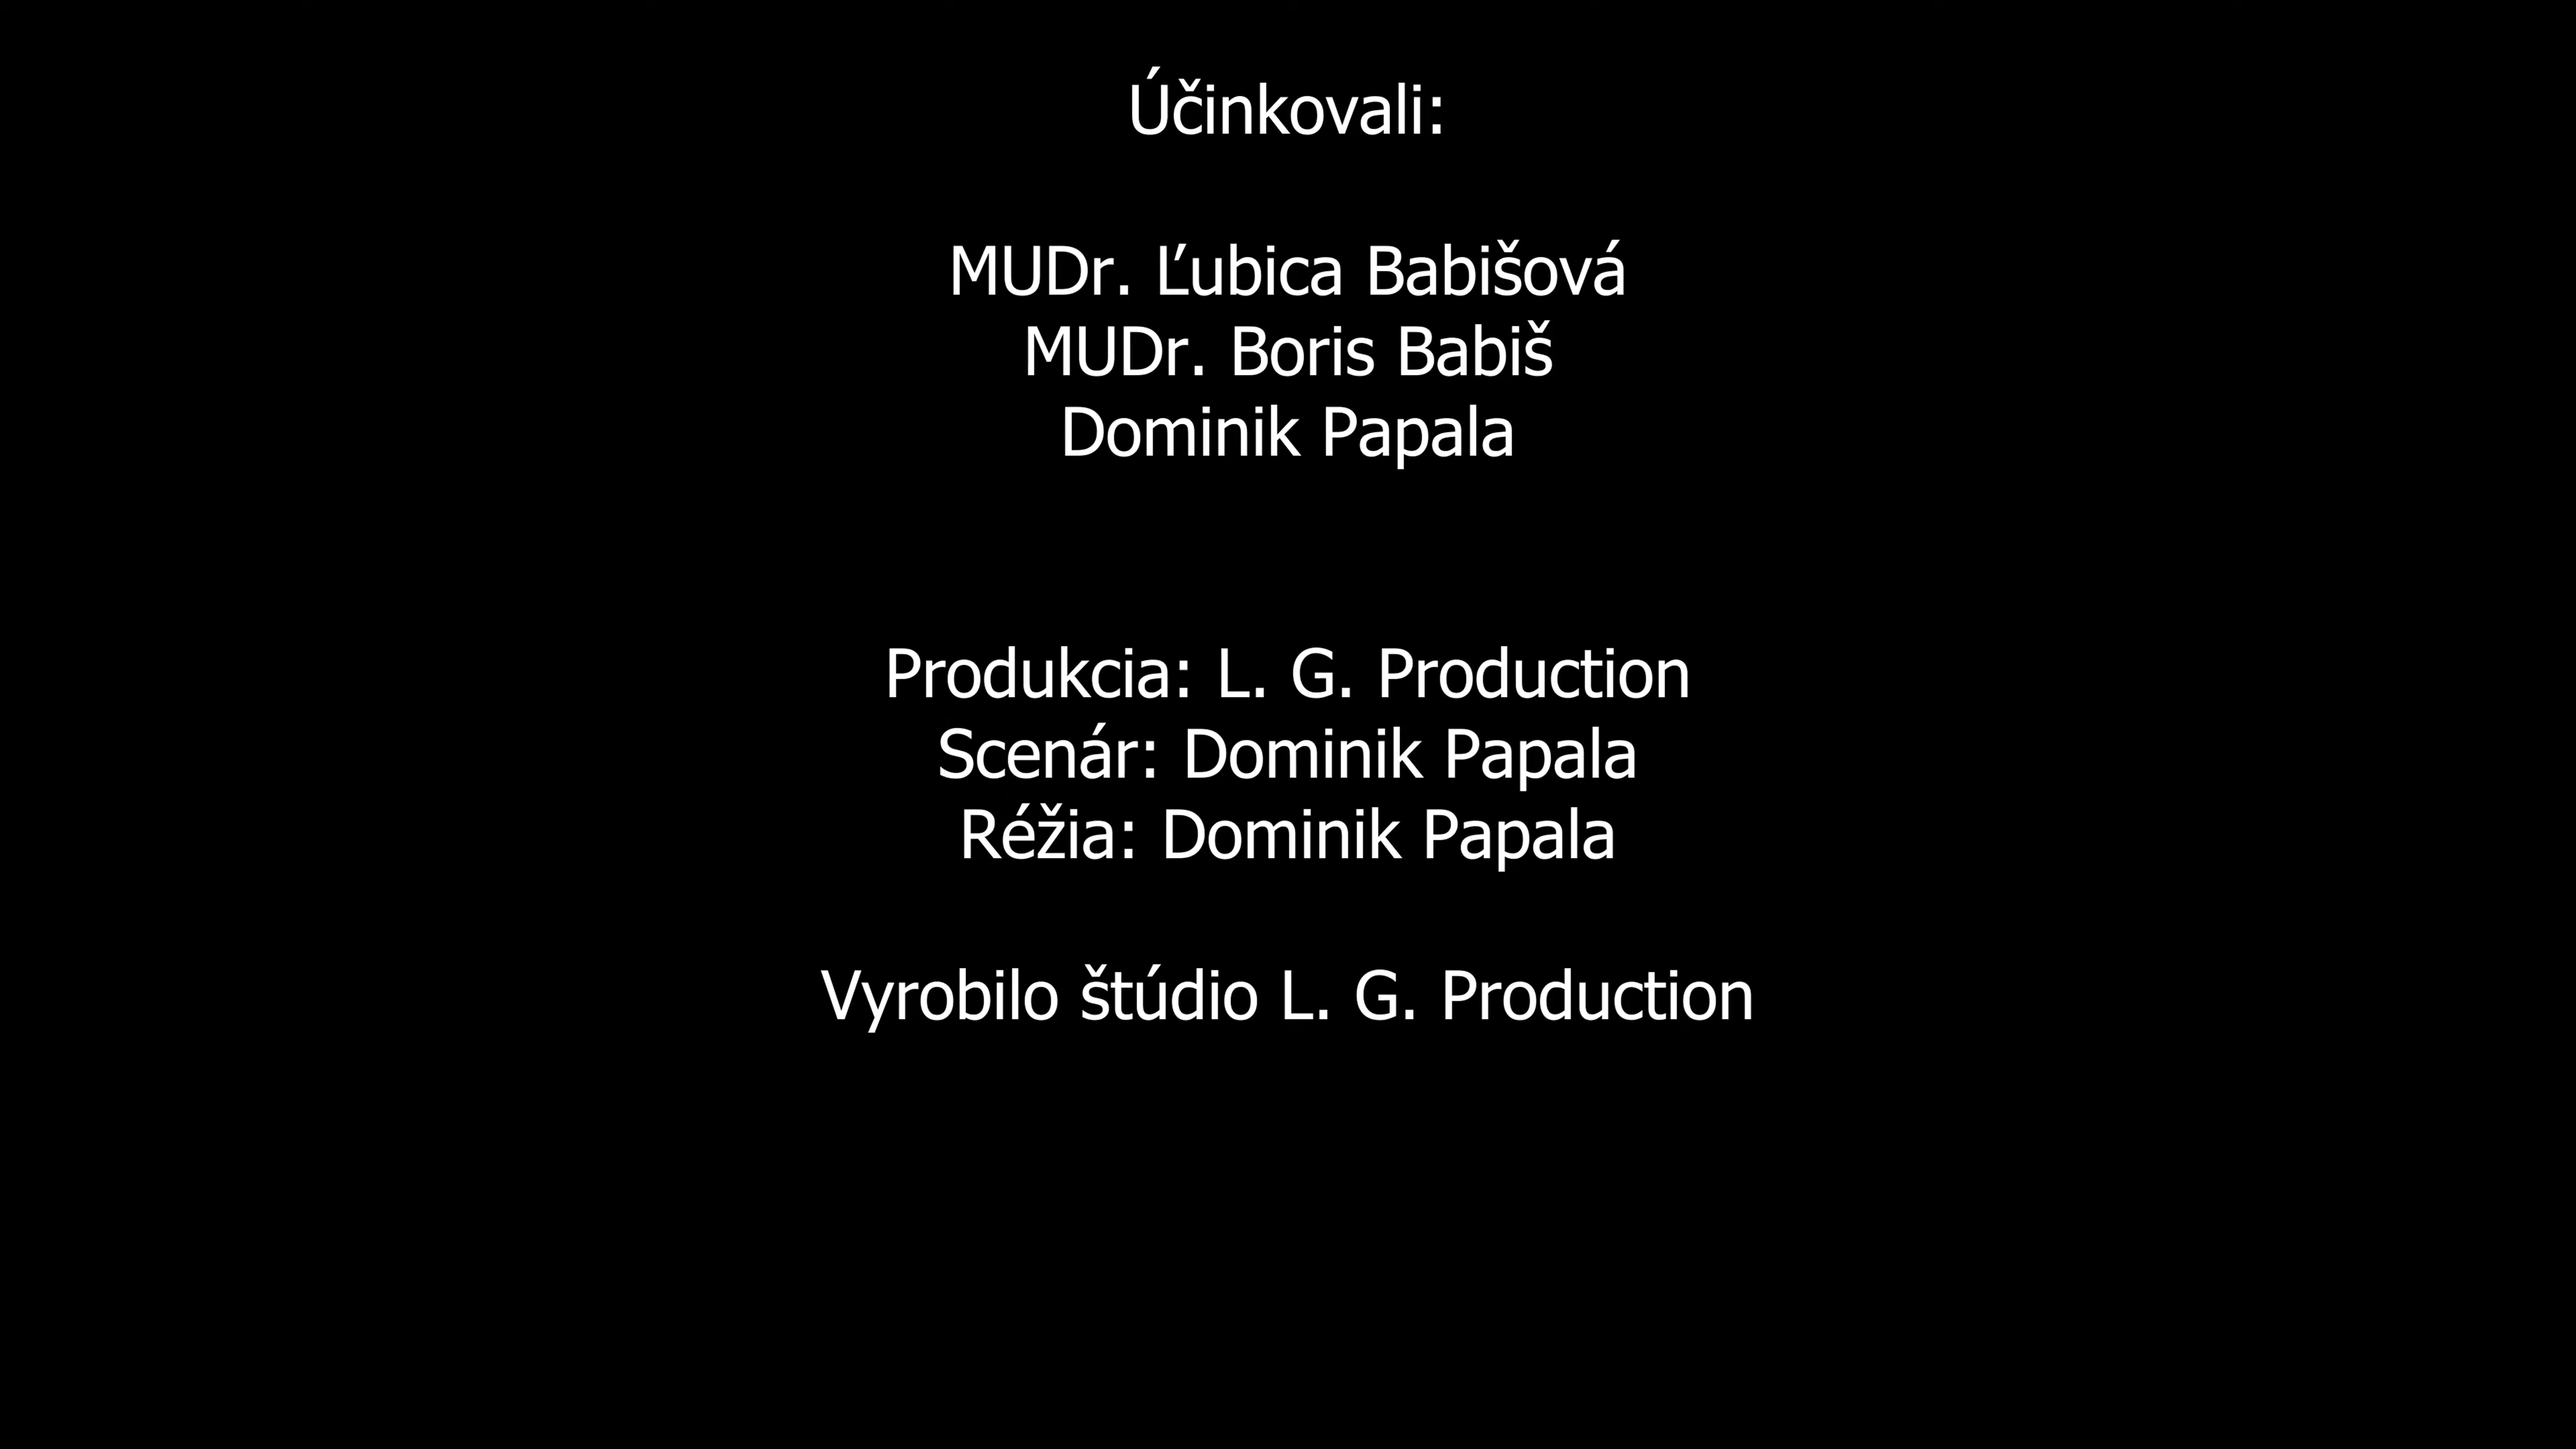 Účinkovali:
MUDr. Ľubica Babišová
MUDr. Boris Babiš
Dominik Papala
Produkcia: L. G. Production
Scenár: Dominik Papala
Réžia: Dominik Papala
Vyrobilo štúdio L. G. Production